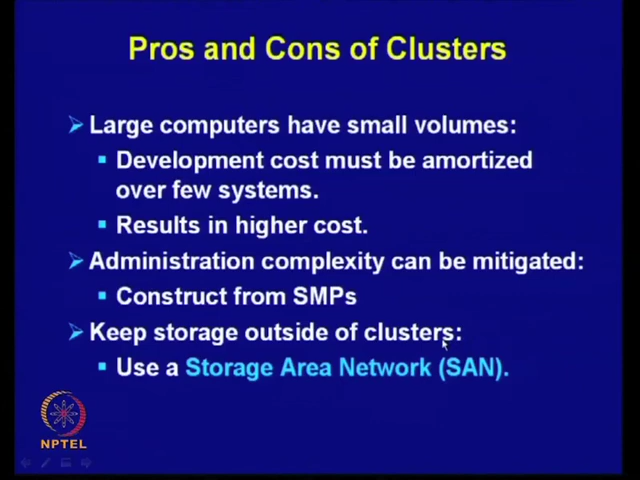 Pros and Cons of Clusters
Large computers have small volumes:
Development cost must be amortized
over few systems.
Results in higher cost.
Administration complexity can be mitigated:
Construct from SMPs
Keep storage outside of clusters:
Use a Storage Area Network (SAN).
NPTEL